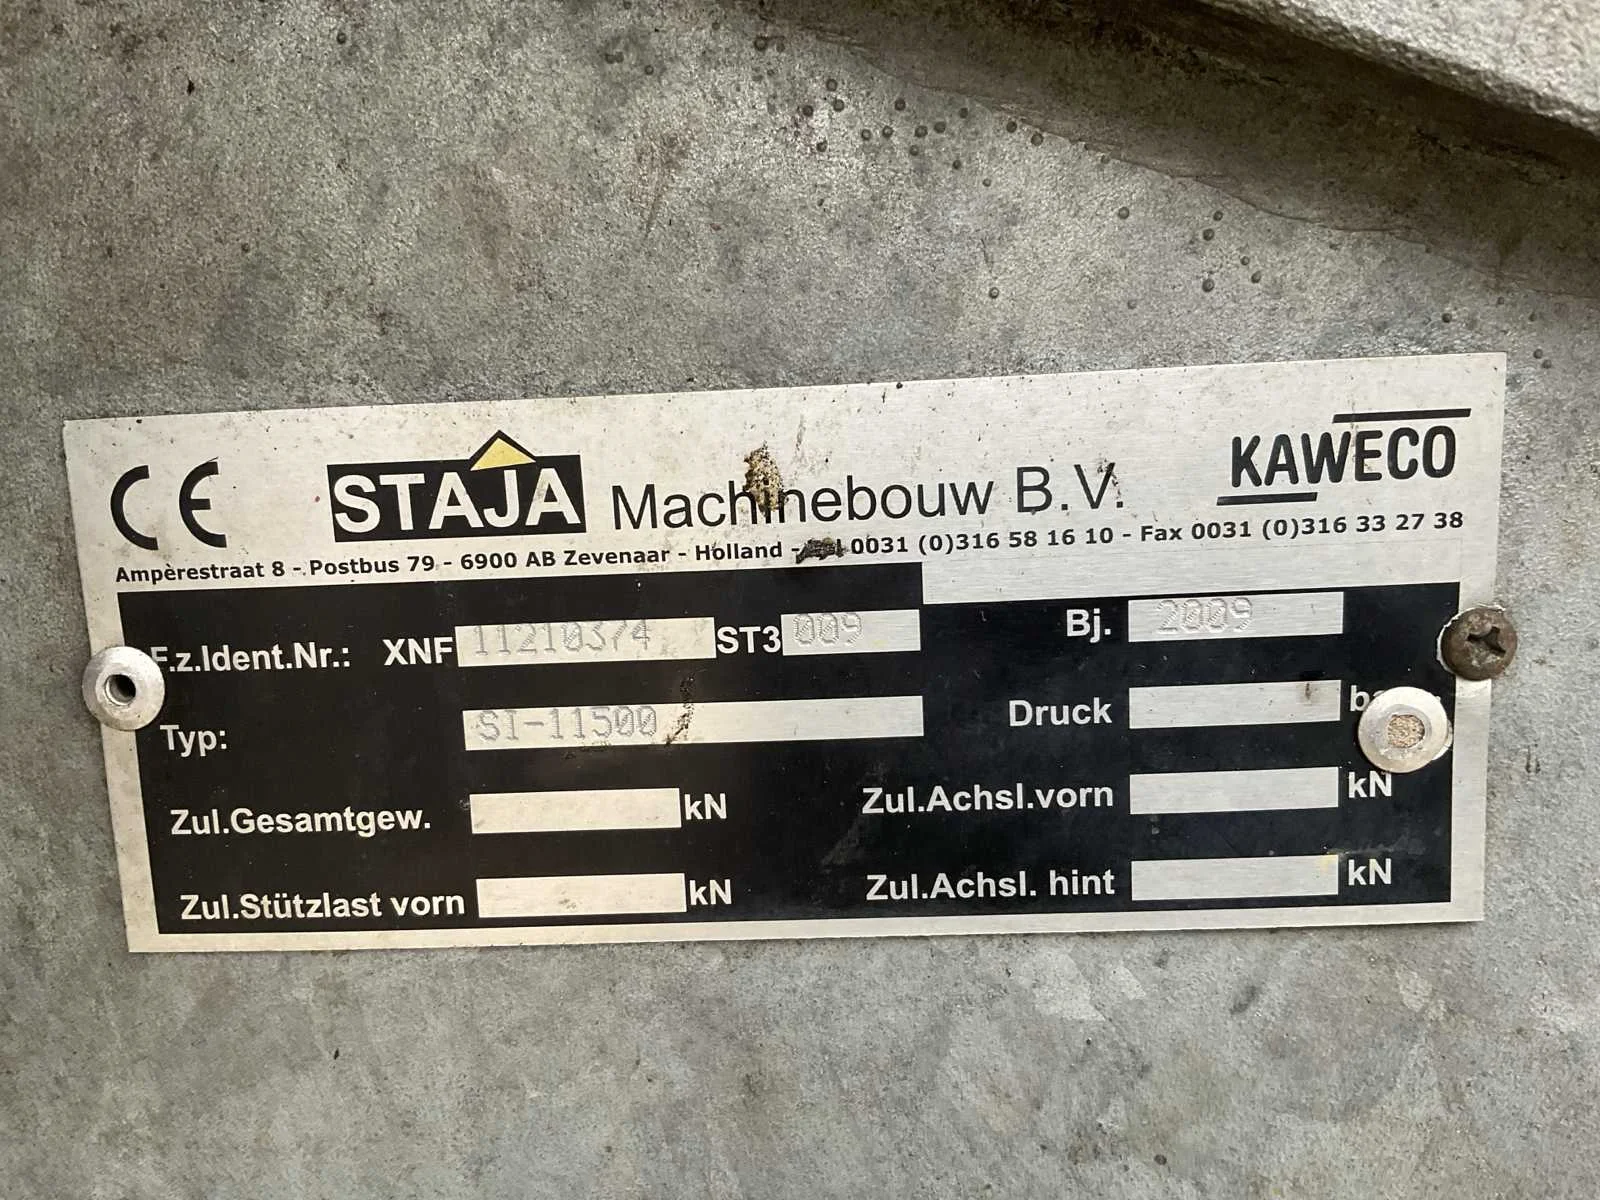 CE STAJA Machinebouw B.V. KAWECO
Ampèrestraat 8 - Postbus 79 - 6900 AB Zevenaar - Holland - 0031 (0)316 58 16 10 - Fax 0031 (0)316 33 27 38
F.z.Ident.Nr.: XNF 11210374 ST3 009 Bj. 2009
Typ: SI-11500 Druck
Zul.Gesamtgew. kN Zul.Achsl.vorn kN
Zul.Stützlast vorn kN Zul.Achsl. hint kN